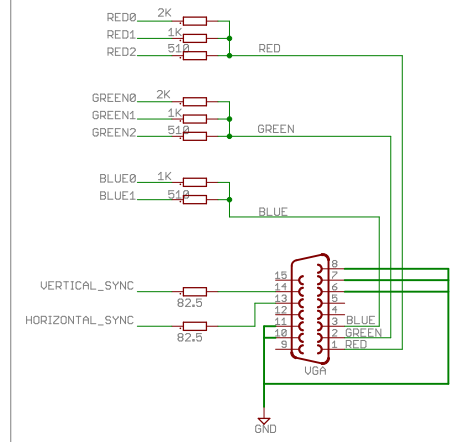 RED0 2K
RED1 1K
RED2 510 RED
GREEN0 2K
GREEN1 1K
GREEN2 510 GREEN
BLUE0 1K
BLUE1 510
BLUE
8
15 7
VERTICAL_SYNC 14 6
82.5 13 5
12 4
HORIZONTAL_SYNC 11 3 BLUE
82.5 10 2 GREEN
9 1 RED
VGA
GND